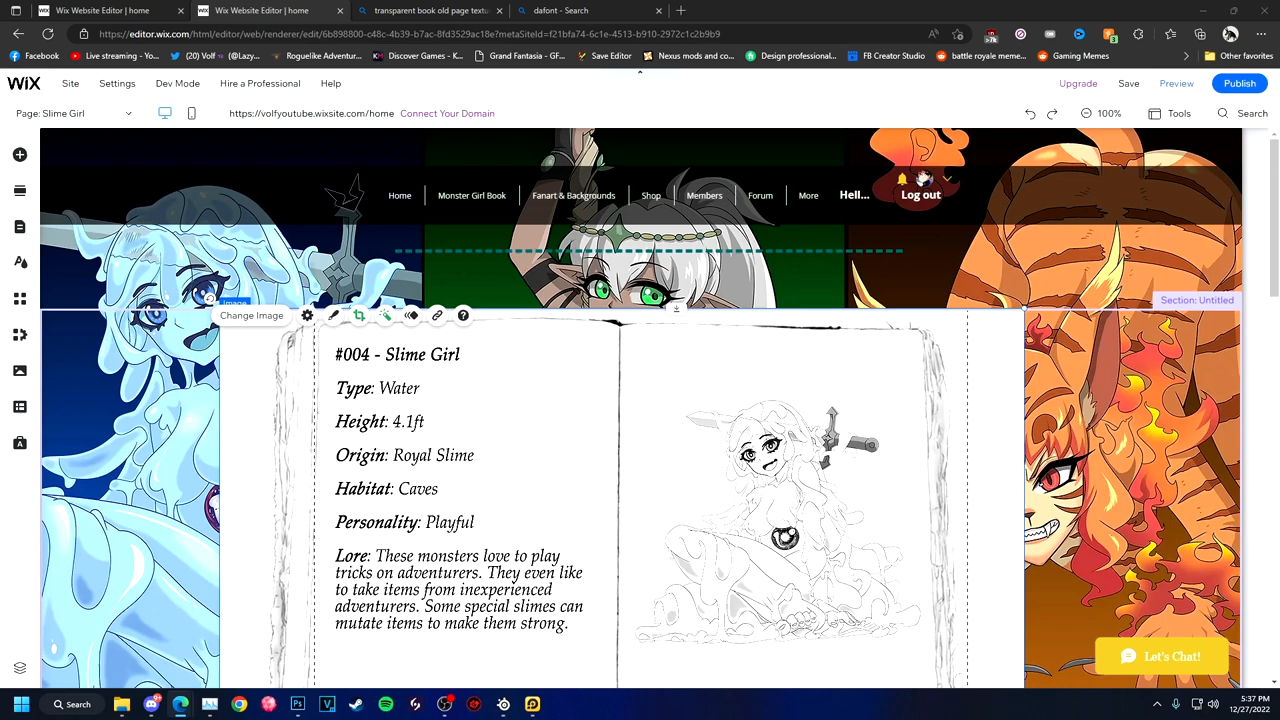 Wix Website Editor | home
Wix Website Editor | home
transparent book old page textu
dafont - Search
https://editor.wix.com/html/editor/web/renderer/edit/6b898800-c48c-4b39-b7ac-8fd3529ac18e?metaSiteId=f21bfa74-6c1e-4513-b910-2972c1c2b9b9
Facebook
Live streaming - Yo...
(20) Volf
(@Lazy...
Roguelike Adventur...
Discover Games - K...
Grand Fantasia - GF...
Save Editor
Nexus mods and co...
Design professional...
FB Creator Studio
battle royale meme...
Gaming Memes
Other favorites
WiX
Site
Settings
Dev Mode
Hire a Professional
Help
Upgrade
Save
Preview
Publish
Page: Slime Girl
https://volfyoutube.wixsite.com/home
Connect Your Domain
100%
Tools
Search
Home
Monster Girl Book
Fanart & Backgrounds
Shop
Members
Forum
More
Hell...
Log out
Image
Section: Untitled
Change Image
#004 - Slime Girl
Type: Water
Height: 4.1ft
Origin: Royal Slime
Habitat: Caves
Personality: Playful
Lore: These monsters love to play
tricks on adventurers. They even like
to take items from inexperienced
adventurers. Some special slimes can
mutate items to make them strong.
Let's Chat!
Search
5:37 PM
12/27/2022